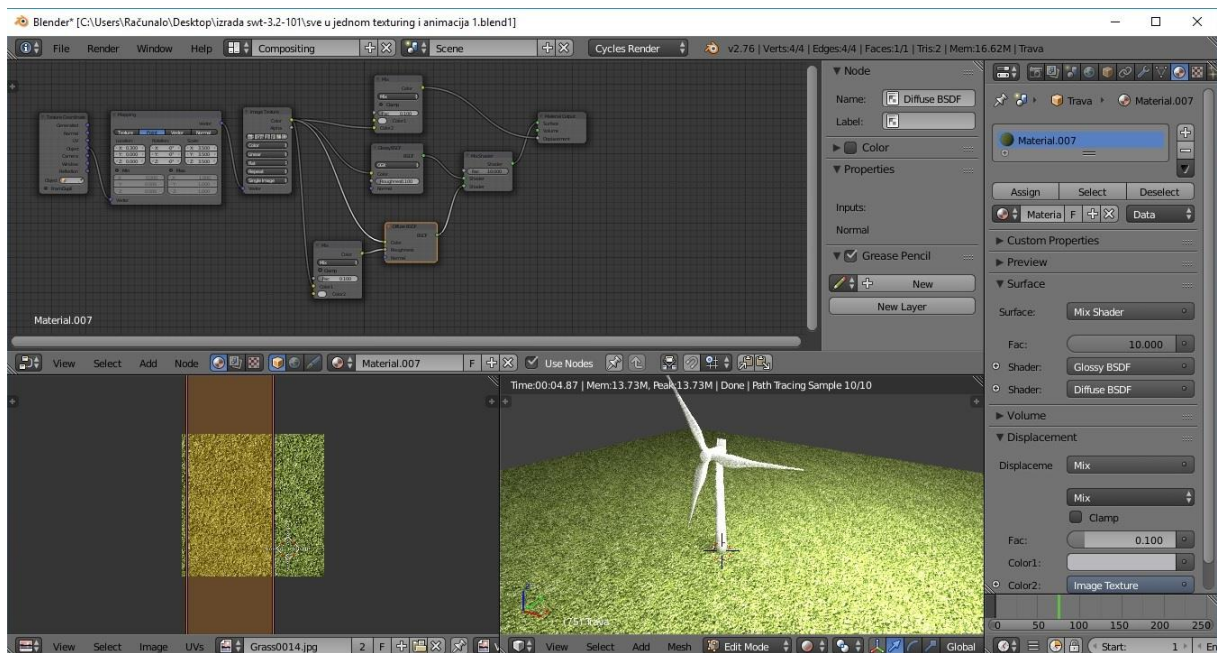 Blender* [C:\Users\Računalo\Desktop\izrada swt-3.2-101\sve u jednom texturing i animacija 1.blend1]
File Render Window Help Compositing Scene Cycles Render v2.76 | Verts:4/4 | Edges:4/4 | Faces:1/1 | Tris:2 | Mem:16.62M | Trava
Material.007
View Select Add Node Material.007 F Use Nodes
Node
Name: Diffuse BSDF
Label:
Color
Properties
Inputs:
Normal
Grease Pencil
New
New Layer
Trava Material.007
Material.007
Assign Select Deselect
Materia F Data
Custom Properties
Preview
Surface
Surface: Mix Shader
Fac: 10.000
Shader: Glossy BSDF
Shader: Diffuse BSDF
Volume
Displacement
Displaceme Mix
Mix
Clamp
Fac: 0.100
Color1:
Color2: Image Texture
0 50 100 150 200 250
Start: 1 En
Time:00:04.87 | Mem:13.73M, Peak:13.73M | Done | Path Tracing Sample 10/10
(75) Trava
View Select Image UVs Grass0014.jpg 2 F V
View Select Add Mesh Edit Mode Global